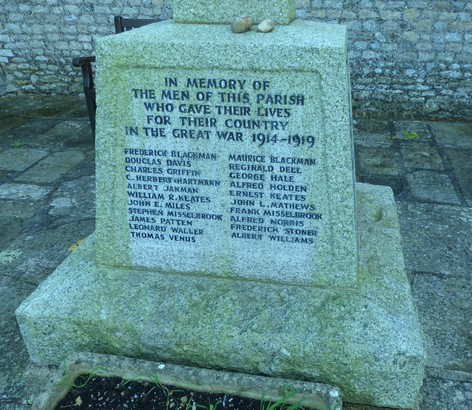 IN MEMORY OF
THE MEN OF THIS PARISH
WHO GAVE THEIR LIVES
FOR THEIR COUNTRY
IN THE GREAT WAR 1914-1919
FREDERICK BLACKMAN
DOUGLAS DAVIS
CHARLES GRIFFIN
C. HERBERT-HARTMANN
ALBERT JAKMAN
WILLIAM R. KEATES
JOHN E. MILES
STEPHEN MISSELBROOK
JAMES PATTEN
LEONARD WALLER
THOMAS VENUS
MAURICE BLACKMAN
REGINALD DELL
GEORGE HALE
ALFRED HOLDEN
ERNEST KEATES
JOHN L. MATHEWS
FRANK MISSELBROOK
ALFRED NORRIS
FREDERICK STONER
ALBERT WILLIAMS